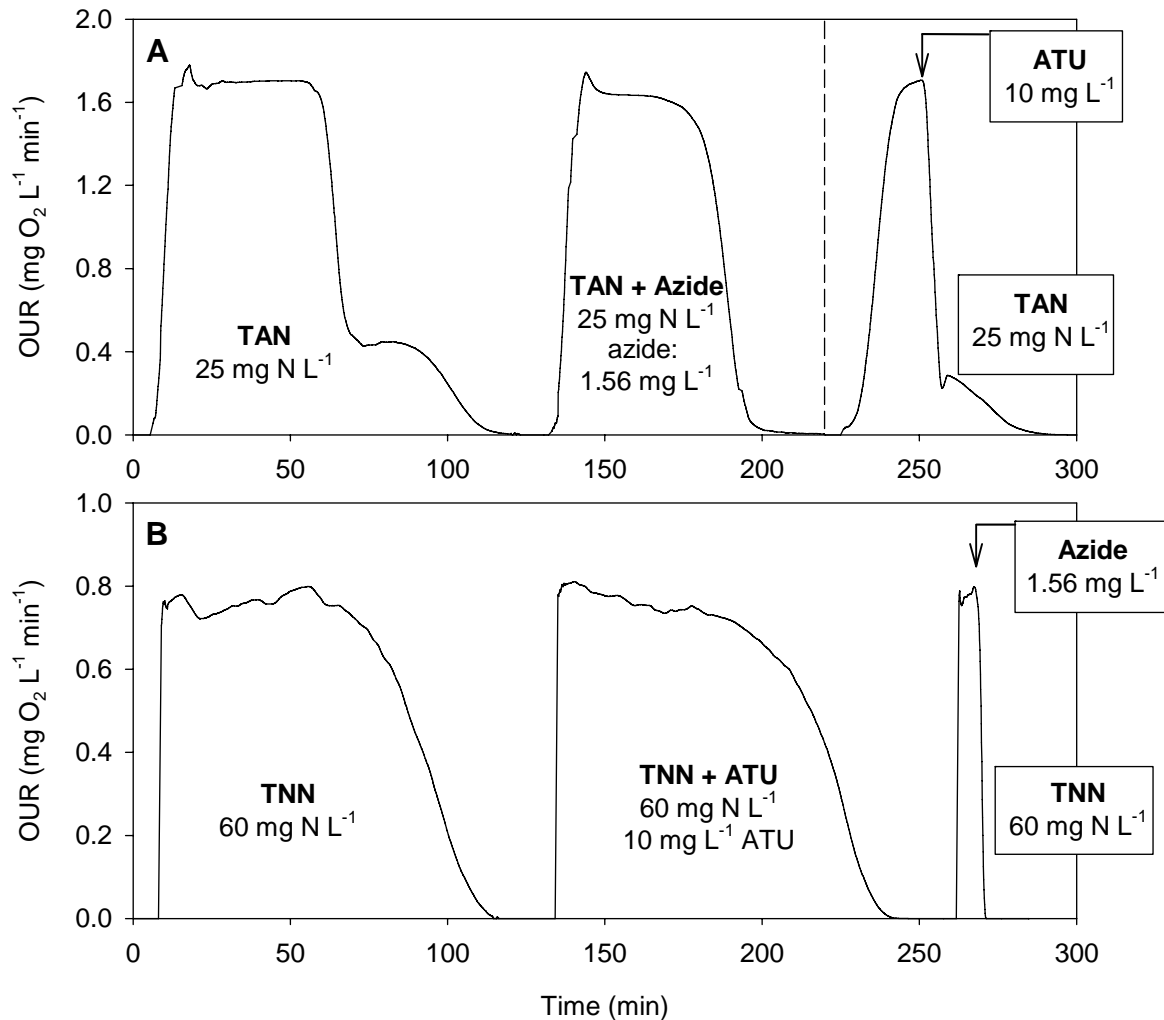 A
OUR (mg O₂ L⁻¹ min⁻¹)
2.0
1.6
1.2
0.8
0.4
0.0
TAN
25 mg N L⁻¹
TAN + Azide
25 mg N L⁻¹
azide:
1.56 mg L⁻¹
ATU
10 mg L⁻¹
TAN
25 mg N L⁻¹
0 50 100 150 200 250 300
B
OUR (mg O₂ L⁻¹ min⁻¹)
1.0
0.8
0.6
0.4
0.2
0.0
TNN
60 mg N L⁻¹
TNN + ATU
60 mg N L⁻¹
10 mg L⁻¹ ATU
Azide
1.56 mg L⁻¹
TNN
60 mg N L⁻¹
0 50 100 150 200 250 300
Time (min)